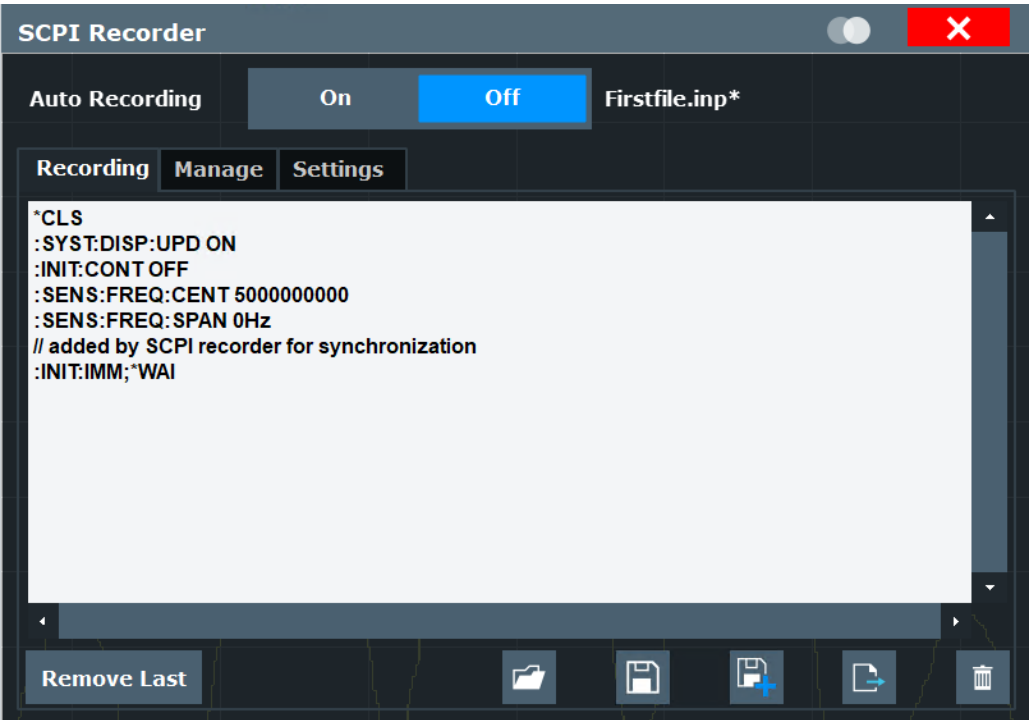 SCPI Recorder
Auto Recording On Off Firstfile.inp*
Recording Manage Settings
*CLS
:SYST:DISP:UPD ON
:INIT:CONT OFF
:SENS:FREQ:CENT 5000000000
:SENS:FREQ:SPAN 0Hz
// added by SCPI recorder for synchronization
:INIT:IMM;*WAI
Remove Last